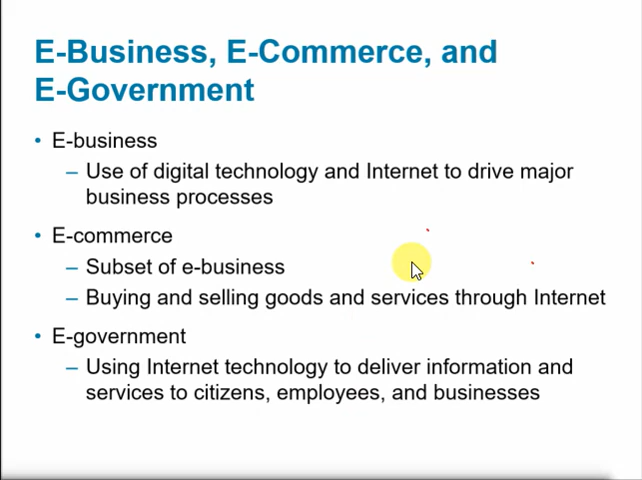 E-Business, E-Commerce, and
E-Government
• E-business
– Use of digital technology and Internet to drive major
business processes
• E-commerce
– Subset of e-business
– Buying and selling goods and services through Internet
• E-government
– Using Internet technology to deliver information and
services to citizens, employees, and businesses